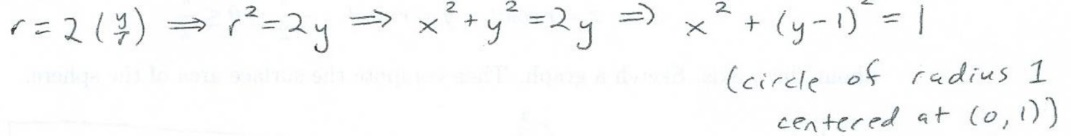 r = 2 (y/r) ⟹ r² = 2y ⟹ x² + y² = 2y ⟹ x² + (y-1)² = 1
(circle of radius 1
centered at (0,1))